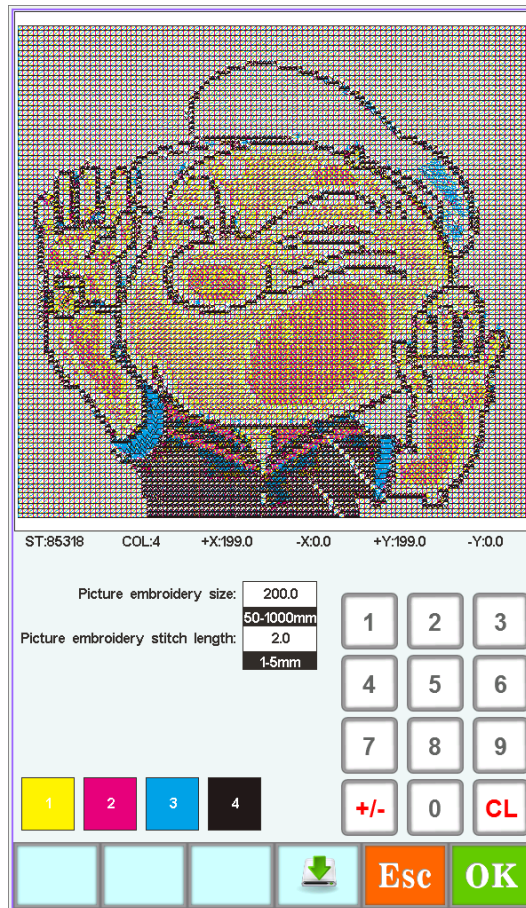 ST:85318 COL:4 +X:199.0 -X:0.0 +Y:199.0 -Y:0.0
Picture embroidery size: 200.0
50-1000mm
Picture embroidery stitch length: 2.0
1-5mm
1 2 3
4 5 6
7 8 9
+/- 0 CL
1 2 3 4
Esc OK